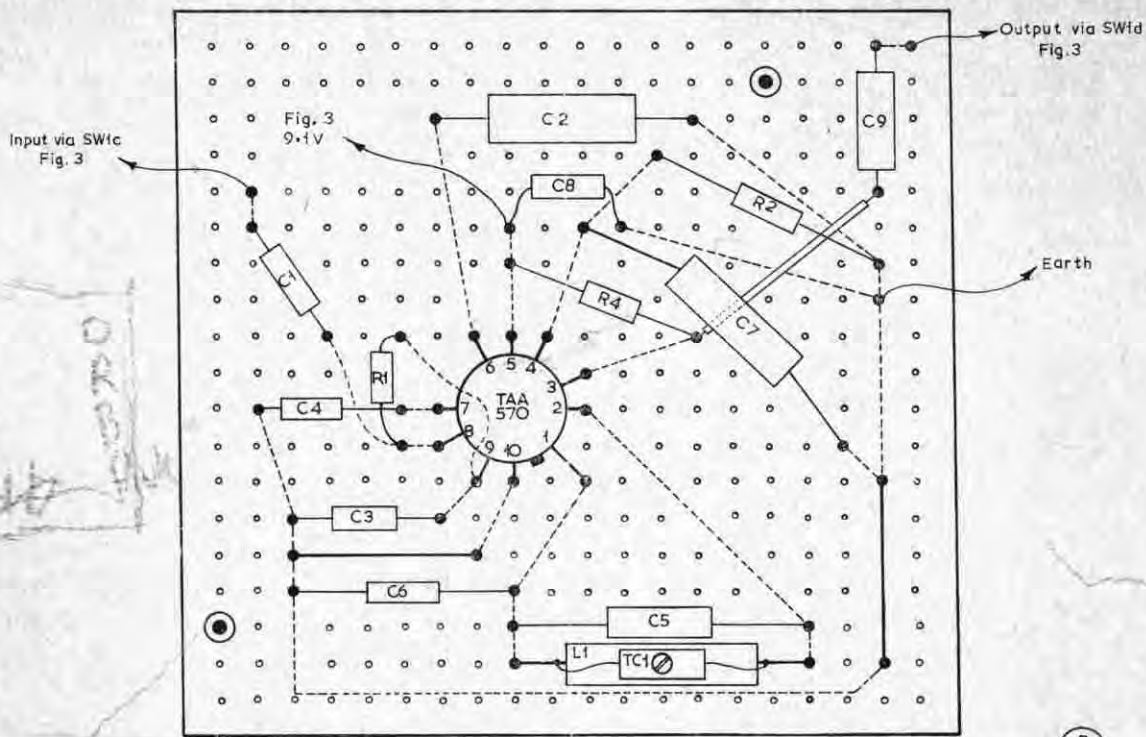 Output via SW1d
Fig. 3
Input via SW1c
Fig. 3
Fig. 3
9·1V
C2
C9
C8
R2
C1
R4
C7
Earth
R1
C4
TAA
570
1
2
3
4
5
6
7
8
9
10
C3
C6
C5
L1
TC1